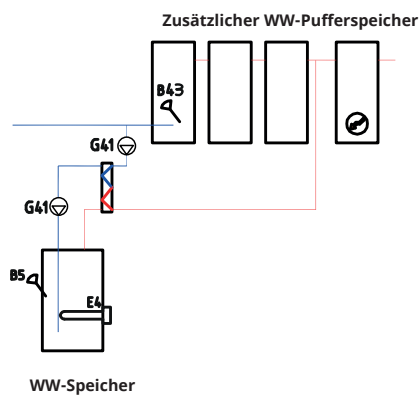 Zusätzlicher WW-Pufferspeicher
B43
G41
G41
B5
E4
WW-Speicher